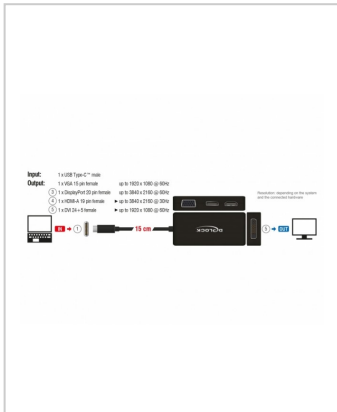 Input: 1 x USB Type-C™ male
Output: 1 x VGA 15 pin female up to 1920 x 1080 @ 60Hz
3 1 x DisplayPort 20 pin female up to 3840 x 2160 @ 60Hz
4 1 x HDMI-A 19 pin female ▸ up to 3840 x 2160 @ 30Hz
5 1 x DVI 24+5 female ▸ up to 1920 x 1080 @ 60Hz
Resolution depending on the system
and the connected hardware
IN 1 15 cm DELOCK 5 OUT